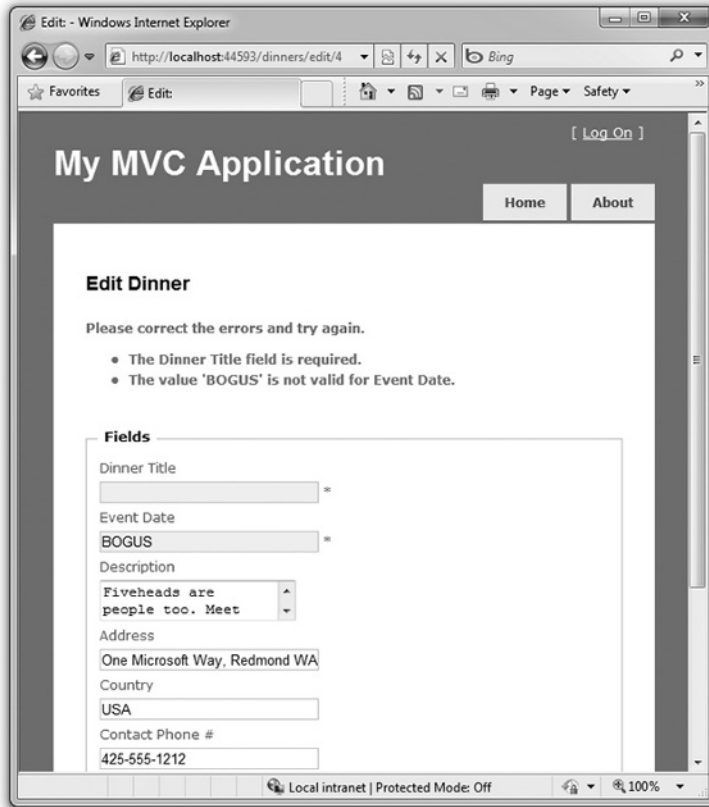 Edit: - Windows Internet Explorer
http://localhost:44593/dinners/edit/4
Bing
Favorites
Edit:
Page
Safety
[ Log On ]
My MVC Application
Home
About
Edit Dinner
Please correct the errors and try again.
• The Dinner Title field is required.
• The value 'BOGUS' is not valid for Event Date.
Fields
Dinner Title
*
Event Date
BOGUS *
Description
Fiveheads are
people too. Meet
Address
One Microsoft Way, Redmond WA
Country
USA
Contact Phone #
425-555-1212
Local intranet | Protected Mode: Off
100%